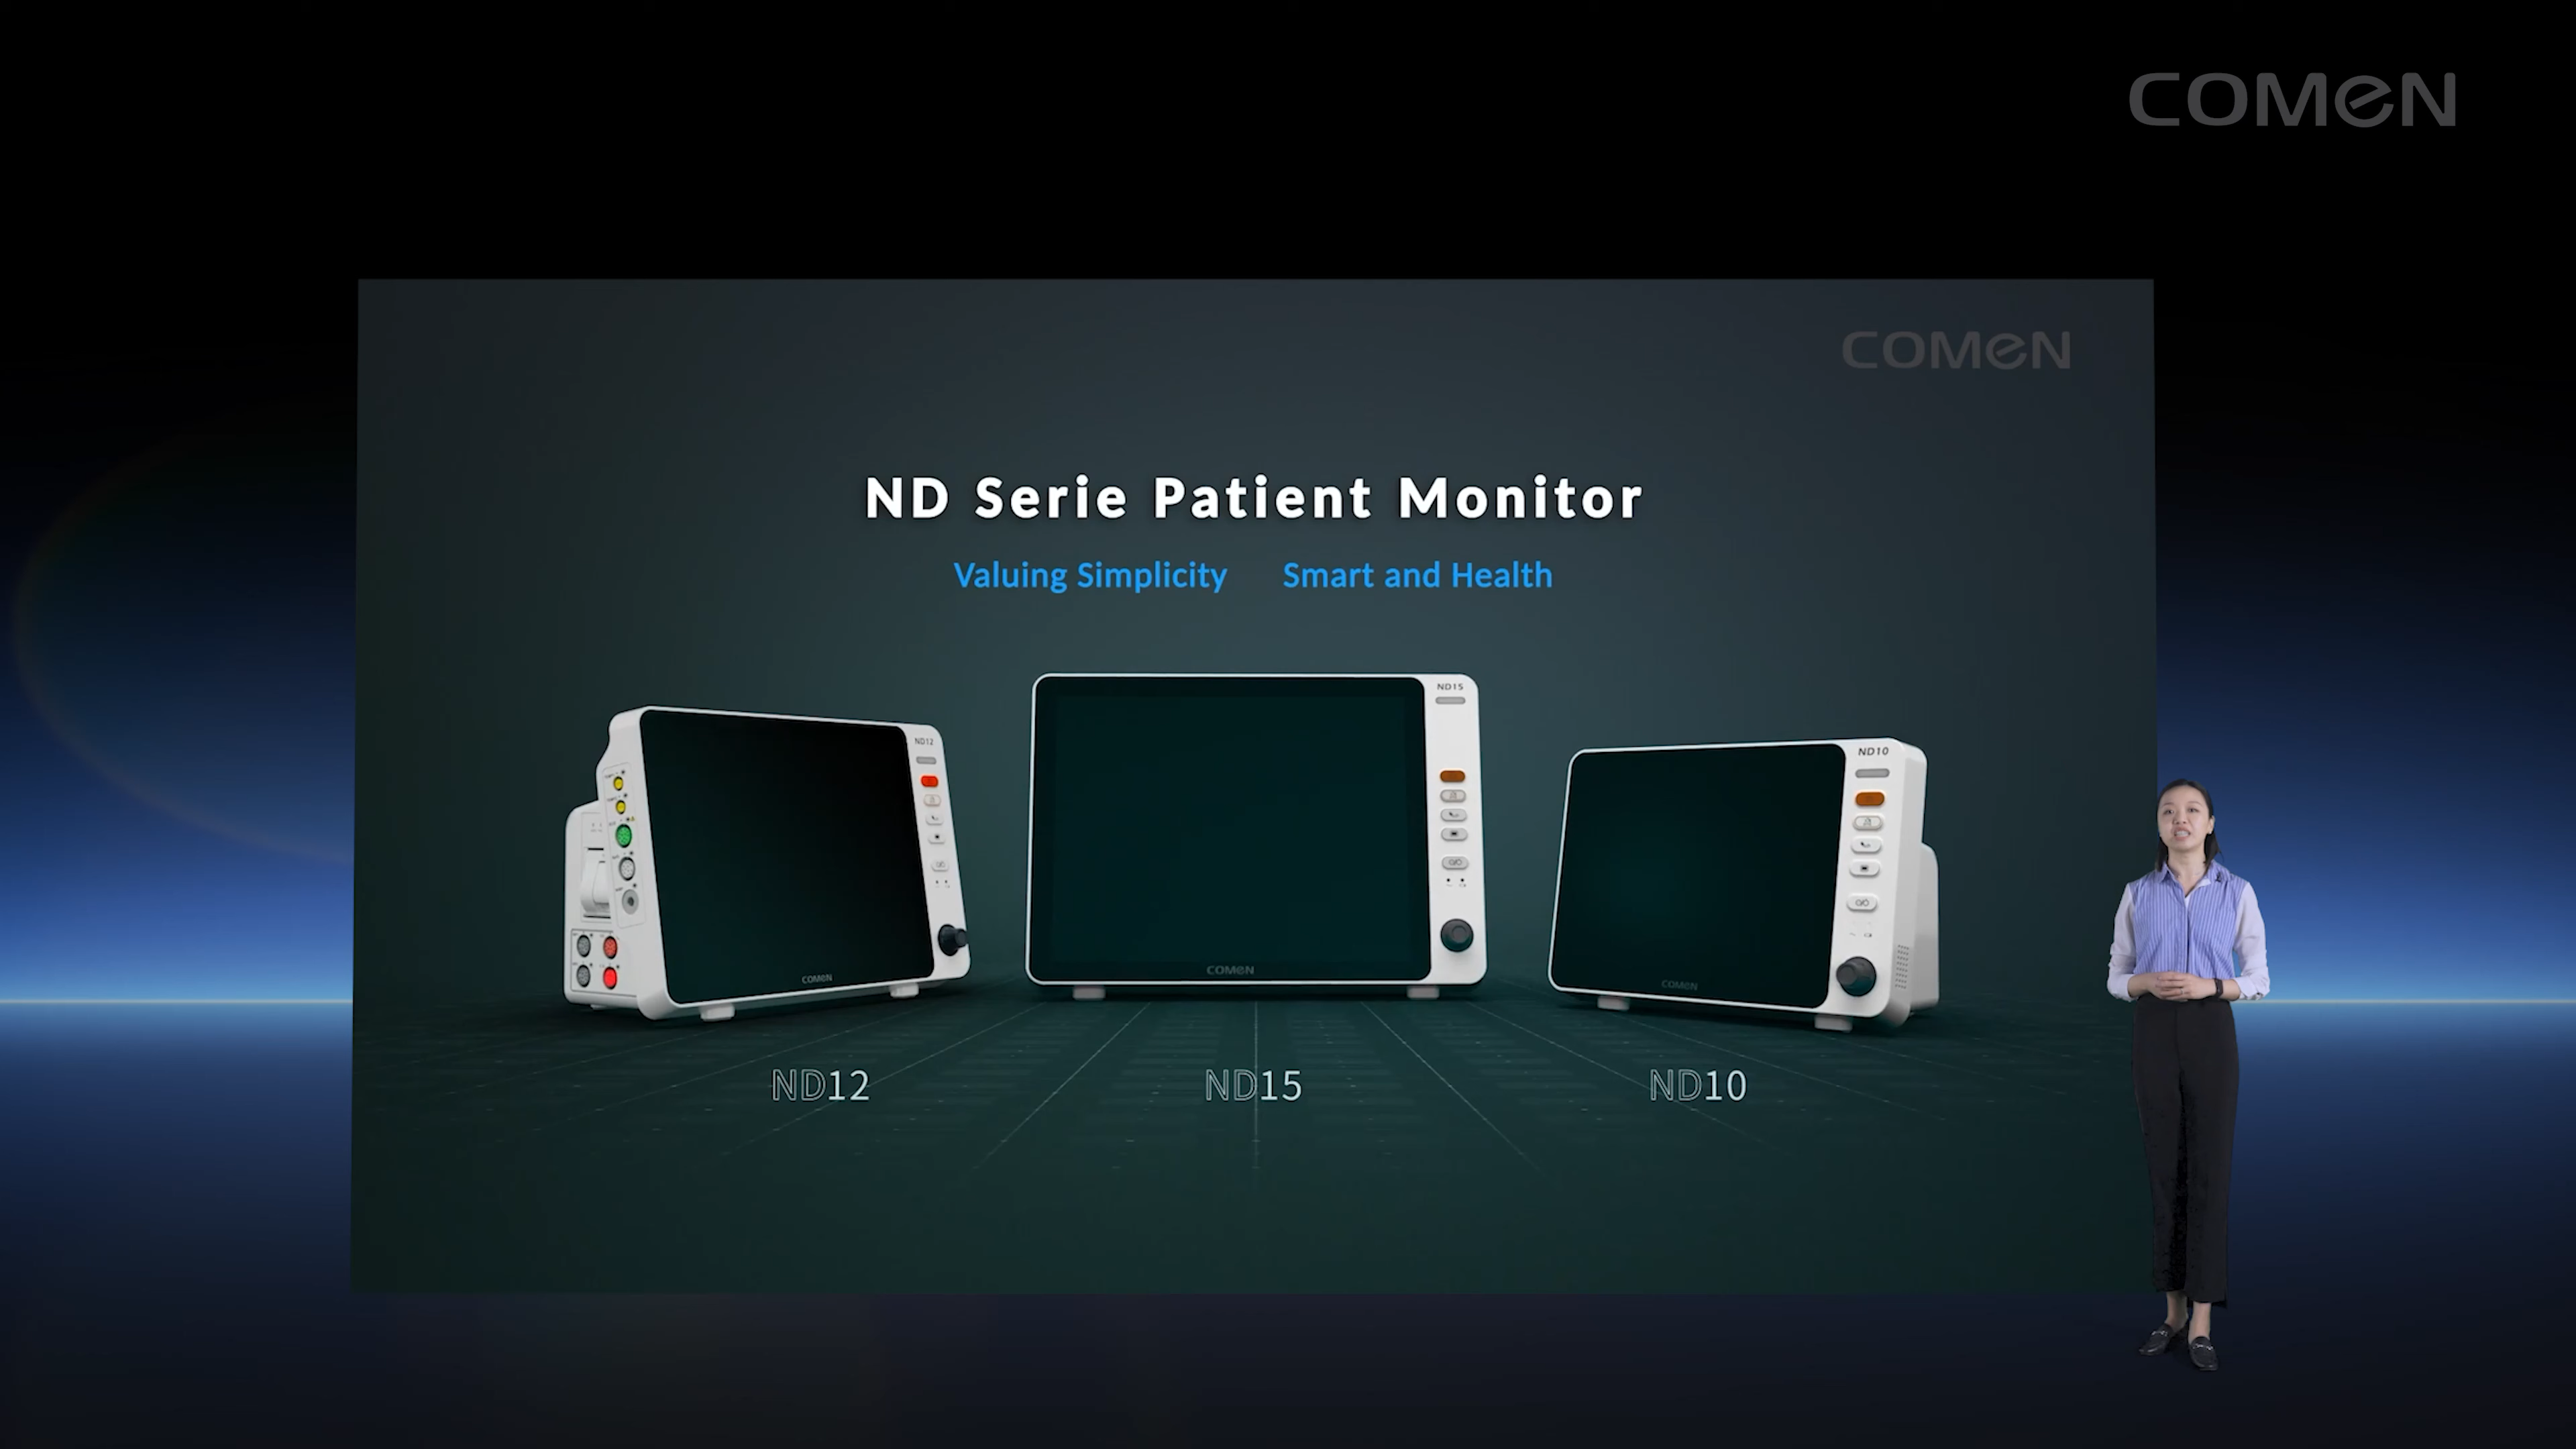 COMeN
COMeN
ND Serie Patient Monitor
Valuing Simplicity Smart and Health
ND12
ND15
ND10
COMeN
COMeN
COMeN
ND12
ND15
ND10